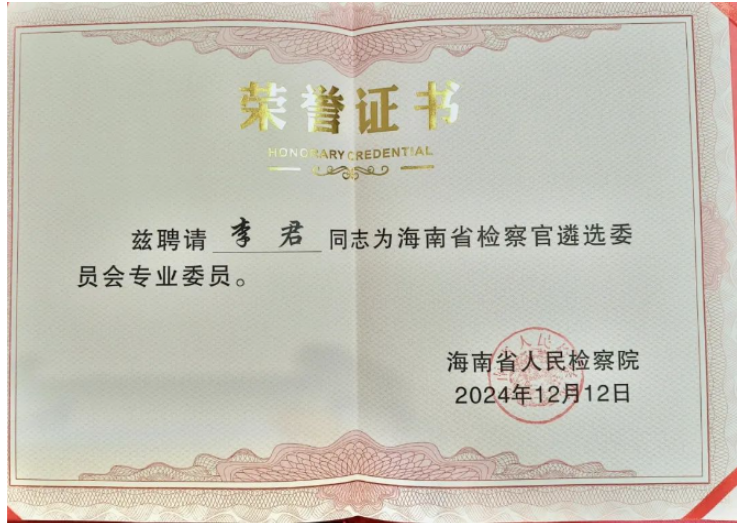 荣誉证书
HONORARY CREDENTIAL
兹聘请 李君 同志为海南省检察官遴选委
员会专业委员。
海南省人民检察院
2024年12月12日